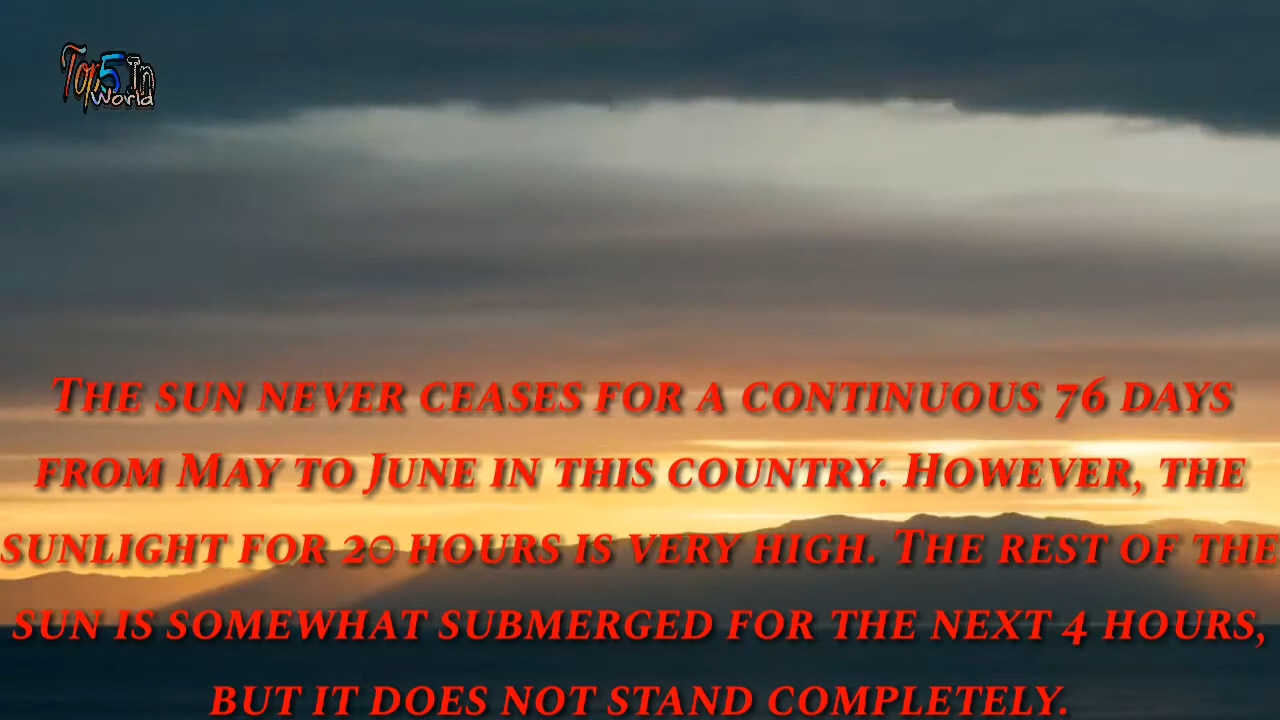 Top 5 In
World
The sun never ceases for a continuous 76 days
from May to June in this country. However, the
sunlight for 20 hours is very high. The rest of the
sun is somewhat submerged for the next 4 hours,
but it does not stand completely.